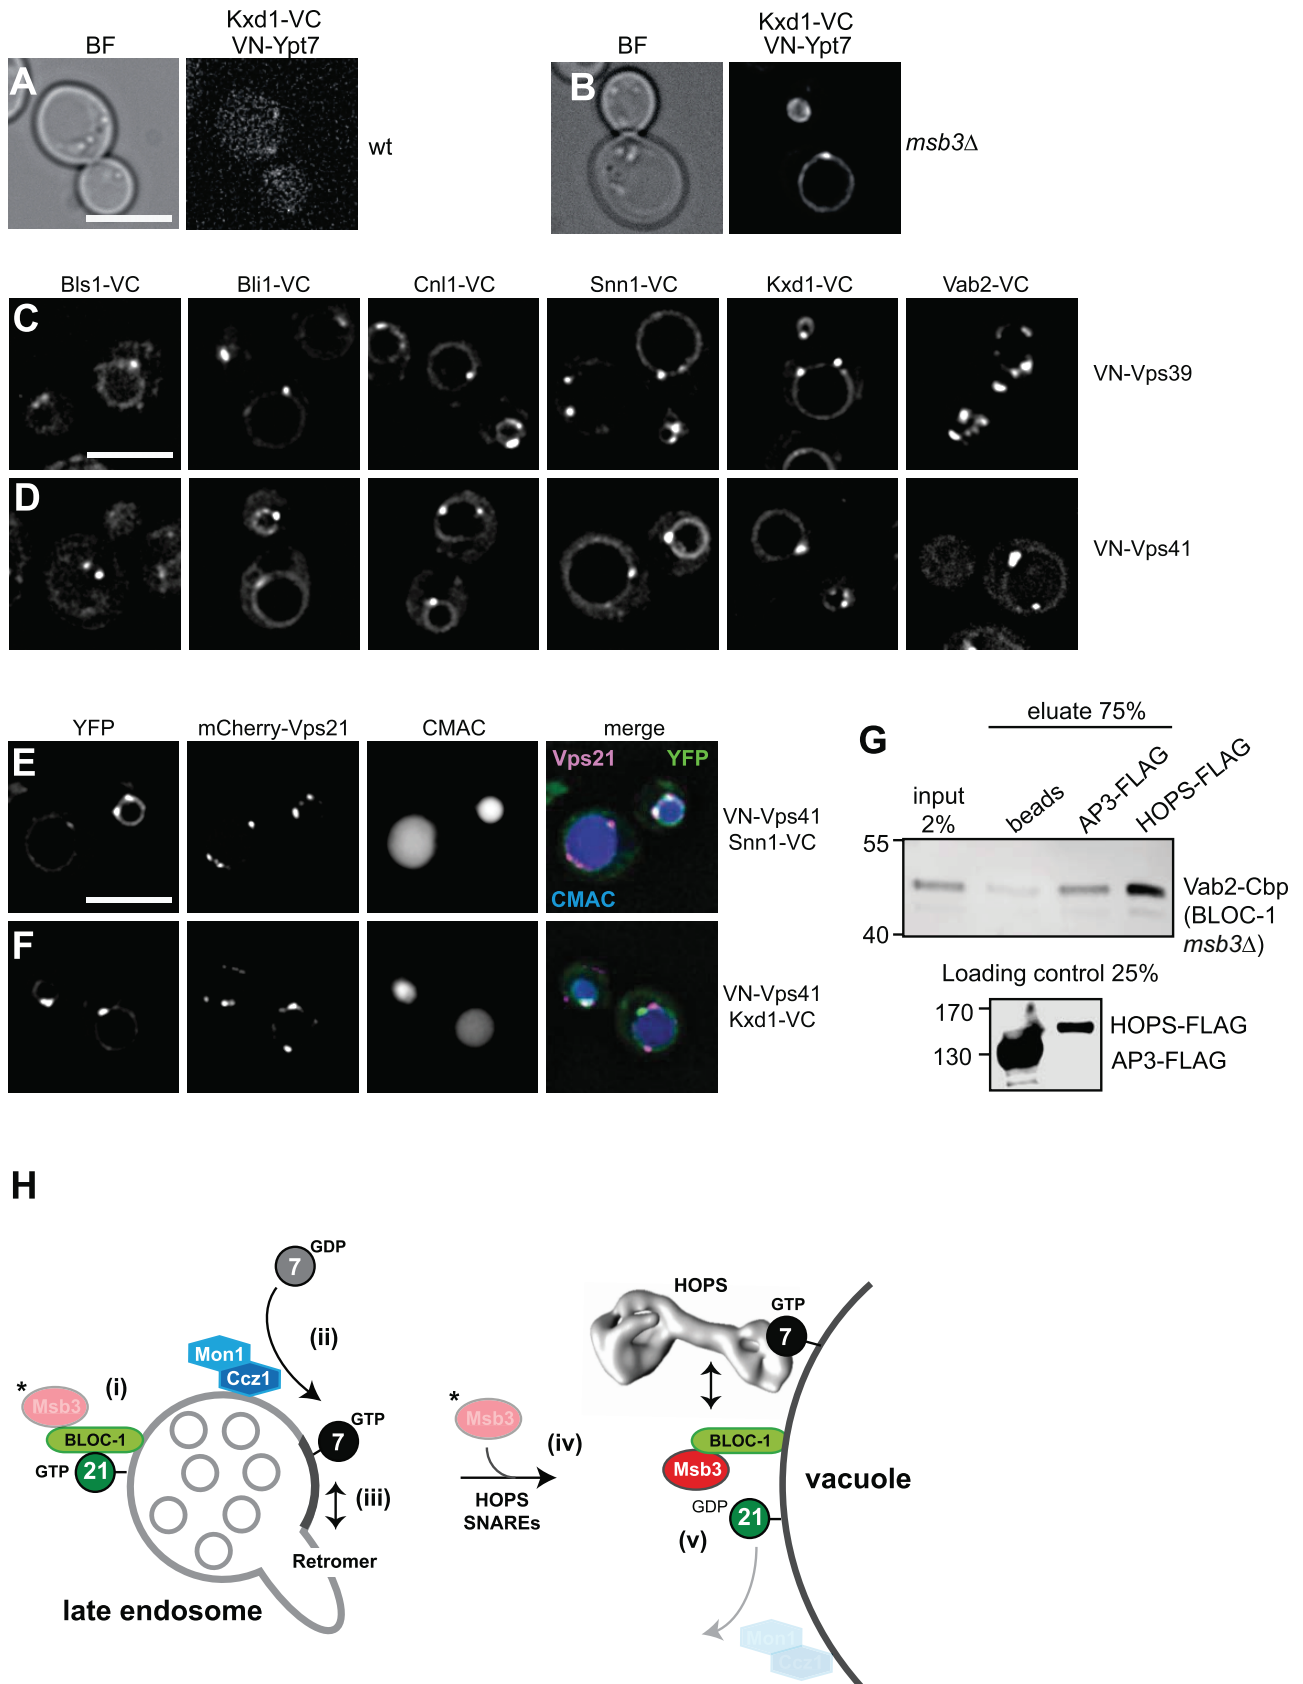 BF
Kxd1-VC
VN-Ypt7
A
wt
BF
Kxd1-VC
VN-Ypt7
B
msb3Δ
Bls1-VC
Bli1-VC
Cnl1-VC
Snn1-VC
Kxd1-VC
Vab2-VC
C
VN-Vps39
D
VN-Vps41
YFP
mCherry-Vps21
CMAC
merge
E
Vps21
YFP
CMAC
VN-Vps41
Snn1-VC
F
VN-Vps41
Kxd1-VC
G
eluate 75%
input
2%
beads
AP3-FLAG
HOPS-FLAG
55
40
Vab2-Cbp
(BLOC-1
msb3Δ)
Loading control 25%
170
130
HOPS-FLAG
AP3-FLAG
H
7
GDP
(ii)
Mon1
Ccz1
*
Msb3
(i)
BLOC-1
GTP
21
GTP
7
(iii)
Retromer
late endosome
*
Msb3
(iv)
HOPS
SNAREs
HOPS
GTP
7
BLOC-1
Msb3
GDP
21
(v)
vacuole
Mon1
Ccz1